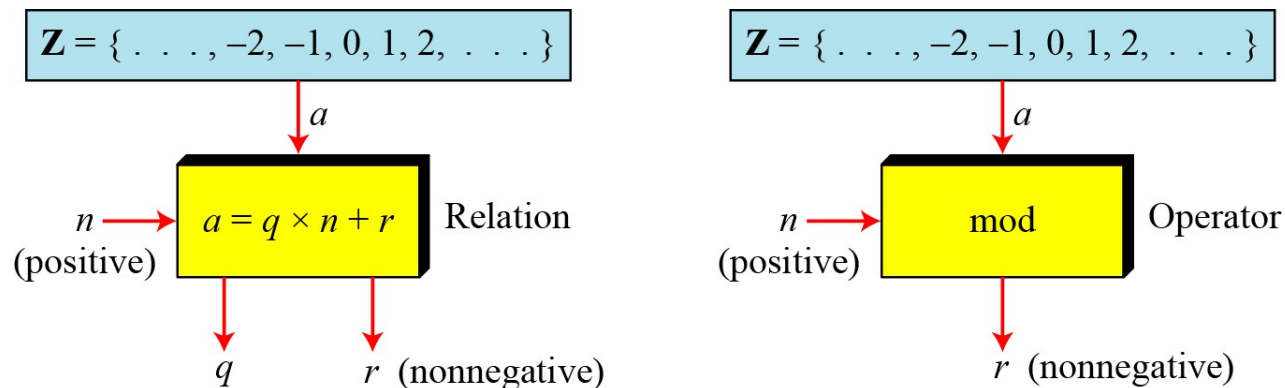 Z = { . . . , –2, –1, 0, 1, 2, . . . }
a
n
(positive)
a = q × n + r
Relation
q
r (nonnegative)
Z = { . . . , –2, –1, 0, 1, 2, . . . }
a
n
(positive)
mod
Operator
r (nonnegative)